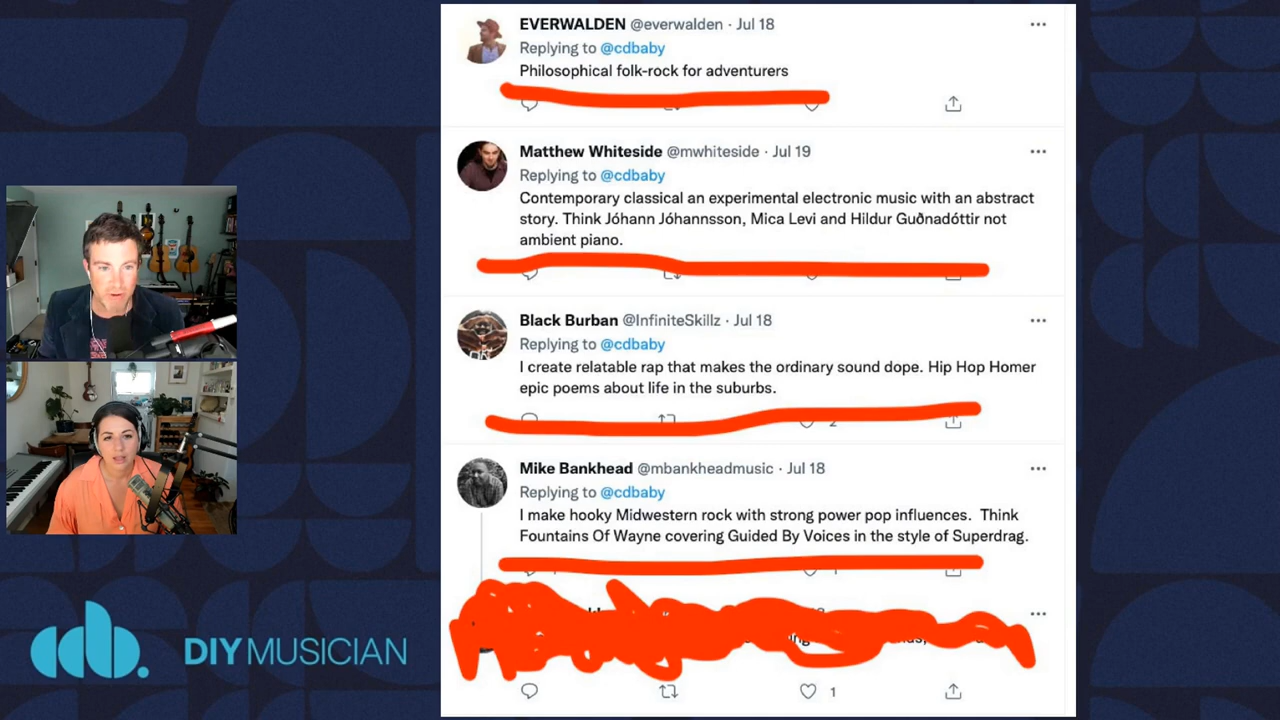 EVERWALDEN @everwalden · Jul 18
Replying to @cdbaby
Philosophical folk-rock for adventurers
Matthew Whiteside @mwhiteside · Jul 19
Replying to @cdbaby
Contemporary classical an experimental electronic music with an abstract
story. Think Jóhann Jóhannsson, Mica Levi and Hildur Guðnadóttir not
ambient piano.
Black Burban @InfiniteSkillz · Jul 18
Replying to @cdbaby
I create relatable rap that makes the ordinary sound dope. Hip Hop Homer
epic poems about life in the suburbs.
2
Mike Bankhead @mbankheadmusic · Jul 18
Replying to @cdbaby
I make hooky Midwestern rock with strong power pop influences.  Think
Fountains Of Wayne covering Guided By Voices in the style of Superdrag.
1
cdb. DIY MUSICIAN